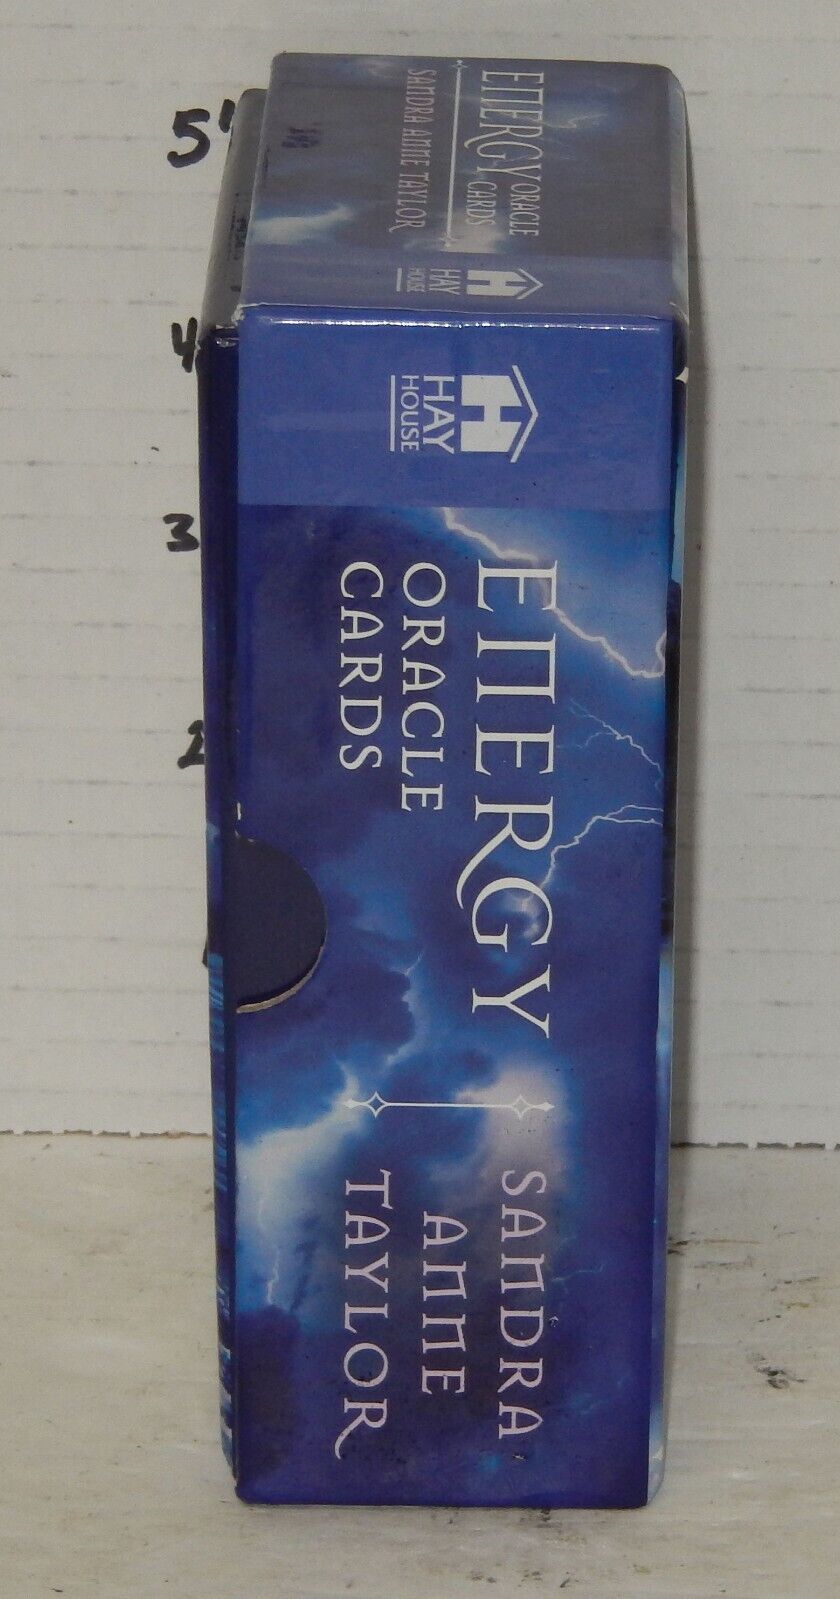 5'
4
3
2
ENERGY ORACLE
CARDS
SANDRA ANNE TAYLOR
HAY
HOUSE
HAY
HOUSE
ENERGY
ORACLE
CARDS
SANDRA
ANNE
TAYLOR